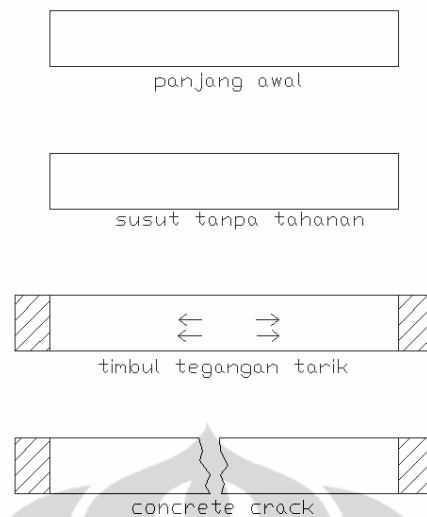 panjang awal
susut tanpa tahanan
timbul tegangan tarik
concrete crack